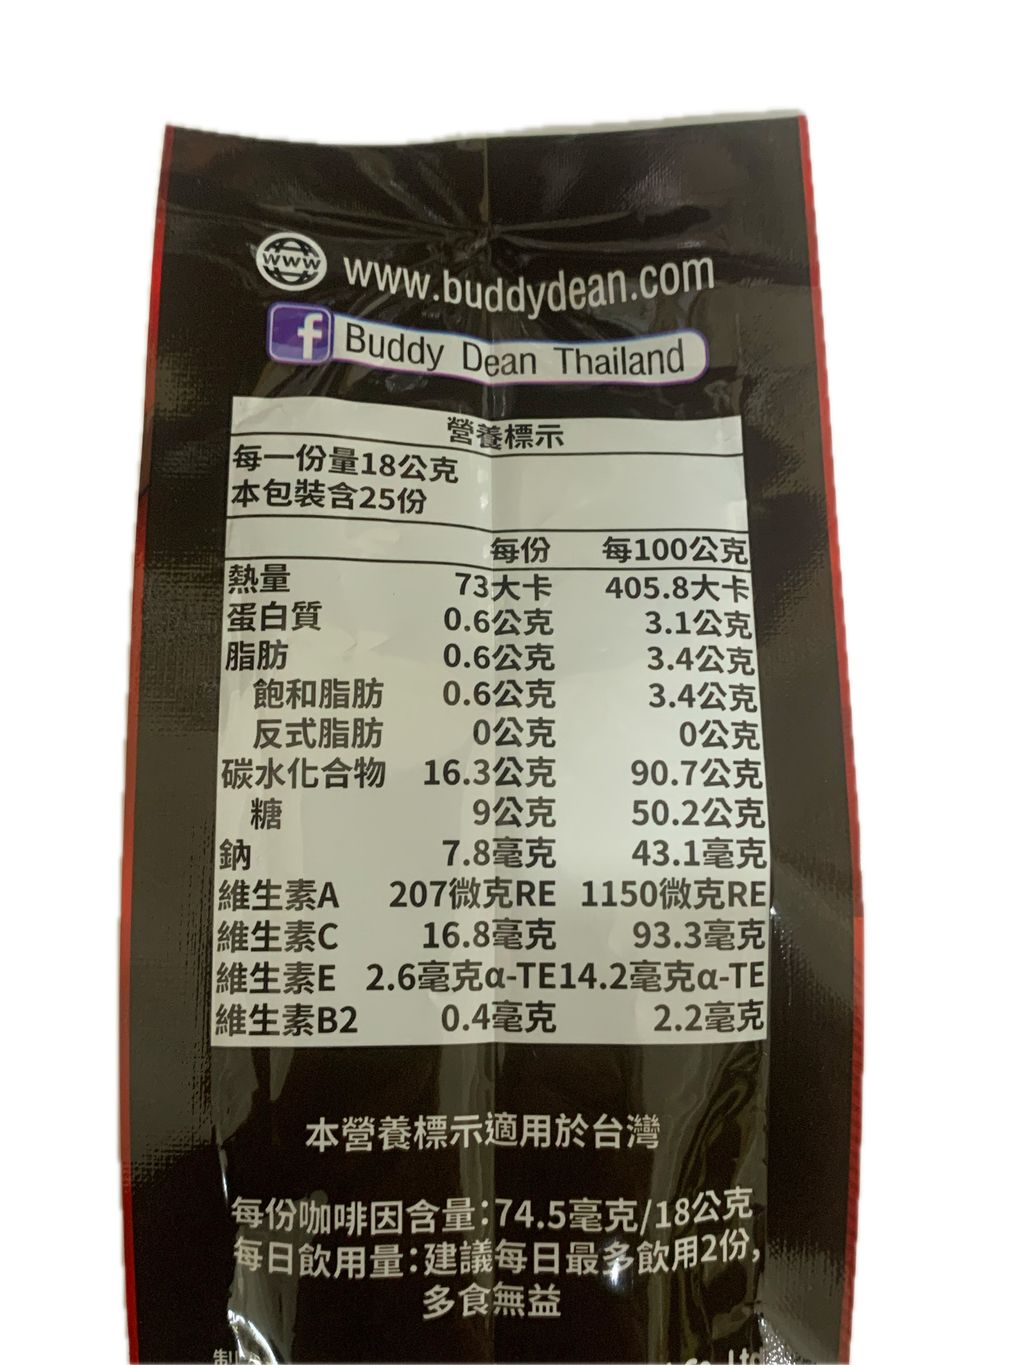 www
www.buddydean.com
f Buddy Dean Thailand
營養標示
每一份量18公克
本包裝含25份
每份 每100公克
熱量 73大卡 405.8大卡
蛋白質 0.6公克 3.1公克
脂肪 0.6公克 3.4公克
飽和脂肪 0.6公克 3.4公克
反式脂肪 0公克 0公克
碳水化合物 16.3公克 90.7公克
糖 9公克 50.2公克
鈉 7.8毫克 43.1毫克
維生素A 207微克RE 1150微克RE
維生素C 16.8毫克 93.3毫克
維生素E 2.6毫克α-TE 14.2毫克α-TE
維生素B2 0.4毫克 2.2毫克
本營養標示適用於台灣
每份咖啡因含量:74.5毫克/18公克
每日飲用量:建議每日最多飲用2份,
多食無益